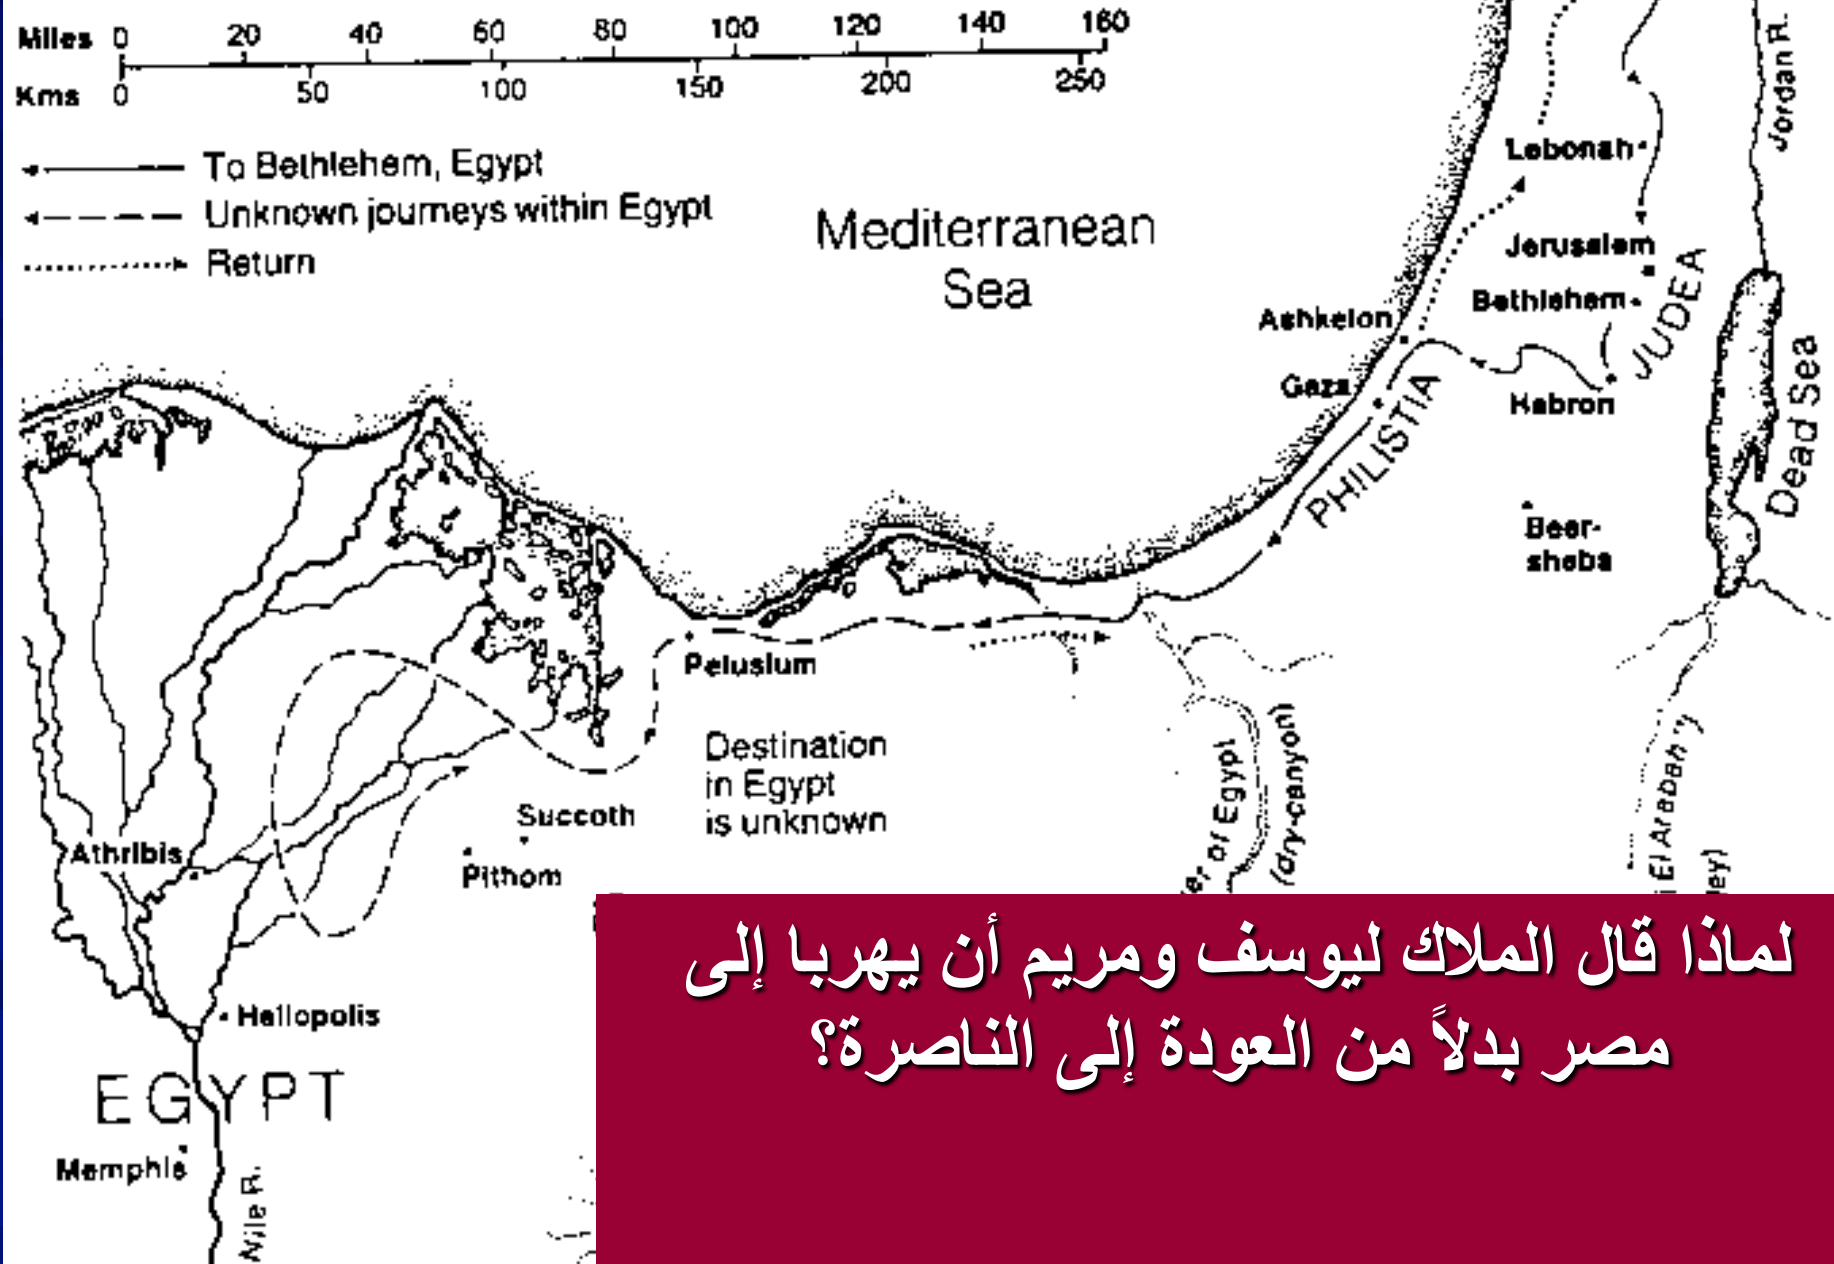 Miles 0 20 40 60 80 100 120 140 160
Kms 0 50 100 150 200 250
To Bethlehem, Egypt
Unknown journeys within Egypt
Return
Mediterranean
Sea
Jordan R.
Lebonah
Jerusalem
Bethlehem
JUDEA
Ashkelon
Gaza
Hebron
PHILISTIA
Dead Sea
Beer-
sheba
Pelusium
Destination
in Egypt
is unknown
Succoth
Pithom
Athribis
of Egypt
(dry-canyon)
El Arabah
Heliopolis
EGYPT
Memphis
Nile R.
لماذا قال الملاك ليوسف ومريم أن يهربا إلى
مصر بدلاً من العودة إلى الناصرة؟